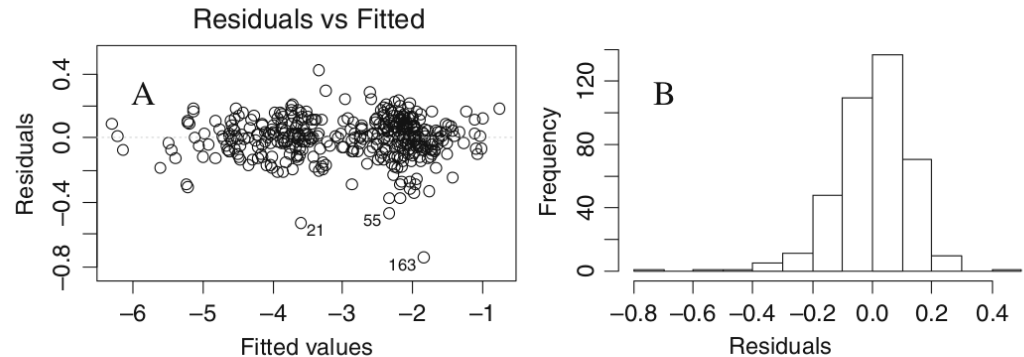 Residuals vs Fitted
A
Residuals
0.4
0.0
−0.4
−0.8
21
55
163
−6 −5 −4 −3 −2 −1
Fitted values
B
Frequency
120
80
40
0
−0.8 −0.6 −0.4 −0.2 0.0 0.2 0.4
Residuals